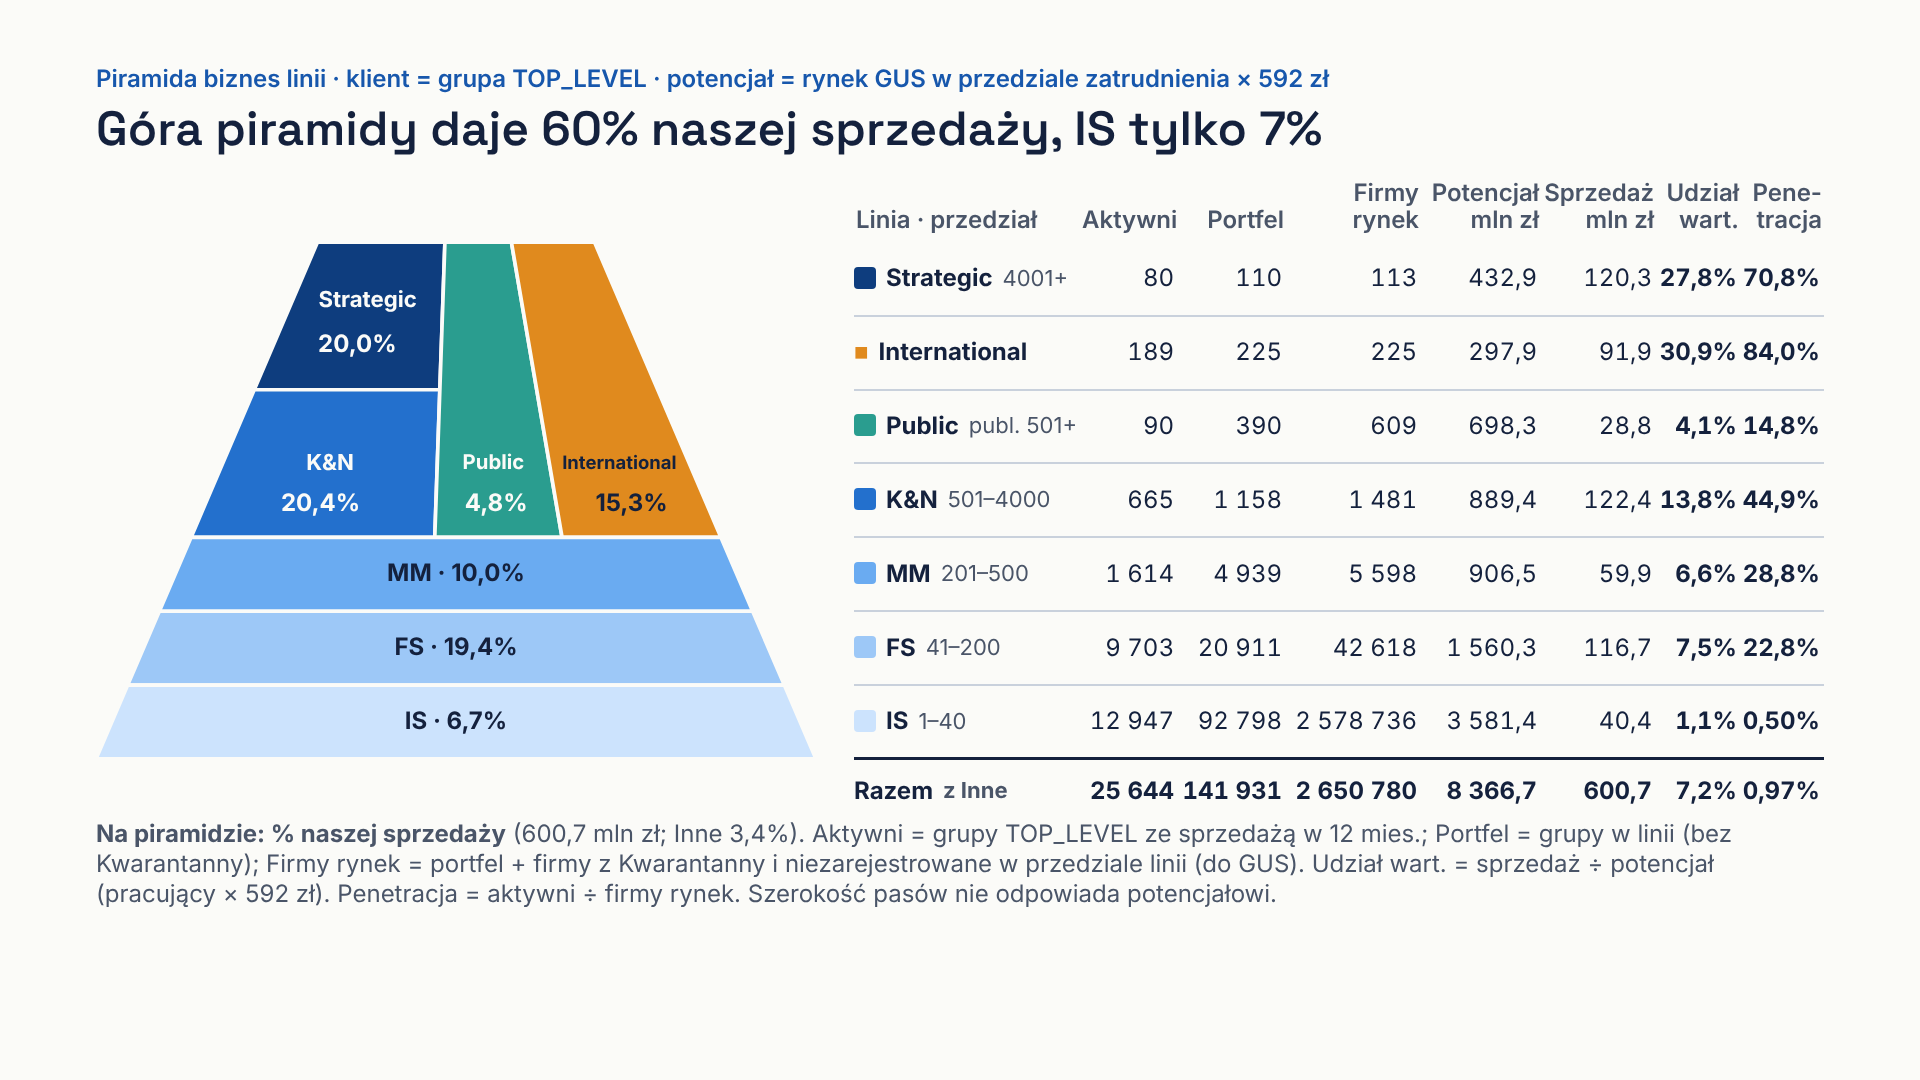 Piramida biznes linii · klient = grupa TOP_LEVEL · potencjał = rynek GUS w przedziale zatrudnienia × 592 zł
Góra piramidy daje 60% naszej sprzedaży, IS tylko 7%
Strategic
20,0%
K&N
20,4%
Public
4,8%
International
15,3%
MM · 10,0%
FS · 19,4%
IS · 6,7%
Linia · przedział Aktywni Portfel Firmy rynek Potencjał mln zł Sprzedaż mln zł Udział wart. Pene-tracja
Strategic 4001+ 80 110 113 432,9 120,3 27,8% 70,8%
International 189 225 225 297,9 91,9 30,9% 84,0%
Public publ. 501+ 90 390 609 698,3 28,8 4,1% 14,8%
K&N 501–4000 665 1 158 1 481 889,4 122,4 13,8% 44,9%
MM 201–500 1 614 4 939 5 598 906,5 59,9 6,6% 28,8%
FS 41–200 9 703 20 911 42 618 1 560,3 116,7 7,5% 22,8%
IS 1–40 12 947 92 798 2 578 736 3 581,4 40,4 1,1% 0,50%
Razem z Inne 25 644 141 931 2 650 780 8 366,7 600,7 7,2% 0,97%
Na piramidzie: % naszej sprzedaży (600,7 mln zł; Inne 3,4%). Aktywni = grupy TOP_LEVEL ze sprzedażą w 12 mies.; Portfel = grupy w linii (bez
Kwarantanny); Firmy rynek = portfel + firmy z Kwarantanny i niezarejestrowane w przedziale linii (do GUS). Udział wart. = sprzedaż ÷ potencjał
(pracujący × 592 zł). Penetracja = aktywni ÷ firmy rynek. Szerokość pasów nie odpowiada potencjałowi.